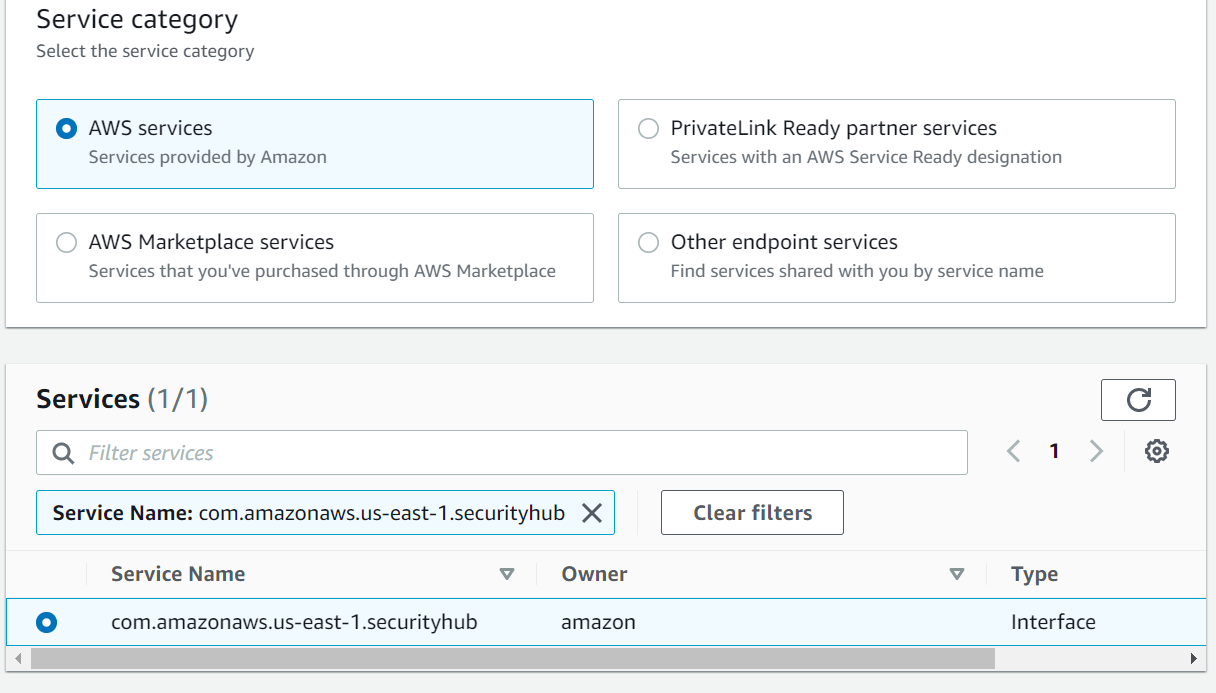 Service category
Select the service category
AWS services
Services provided by Amazon
PrivateLink Ready partner services
Services with an AWS Service Ready designation
AWS Marketplace services
Services that you've purchased through AWS Marketplace
Other endpoint services
Find services shared with you by service name
Services (1/1)
Filter services
1
Service Name: com.amazonaws.us-east-1.securityhub
Clear filters
Service Name Owner Type
com.amazonaws.us-east-1.securityhub amazon Interface